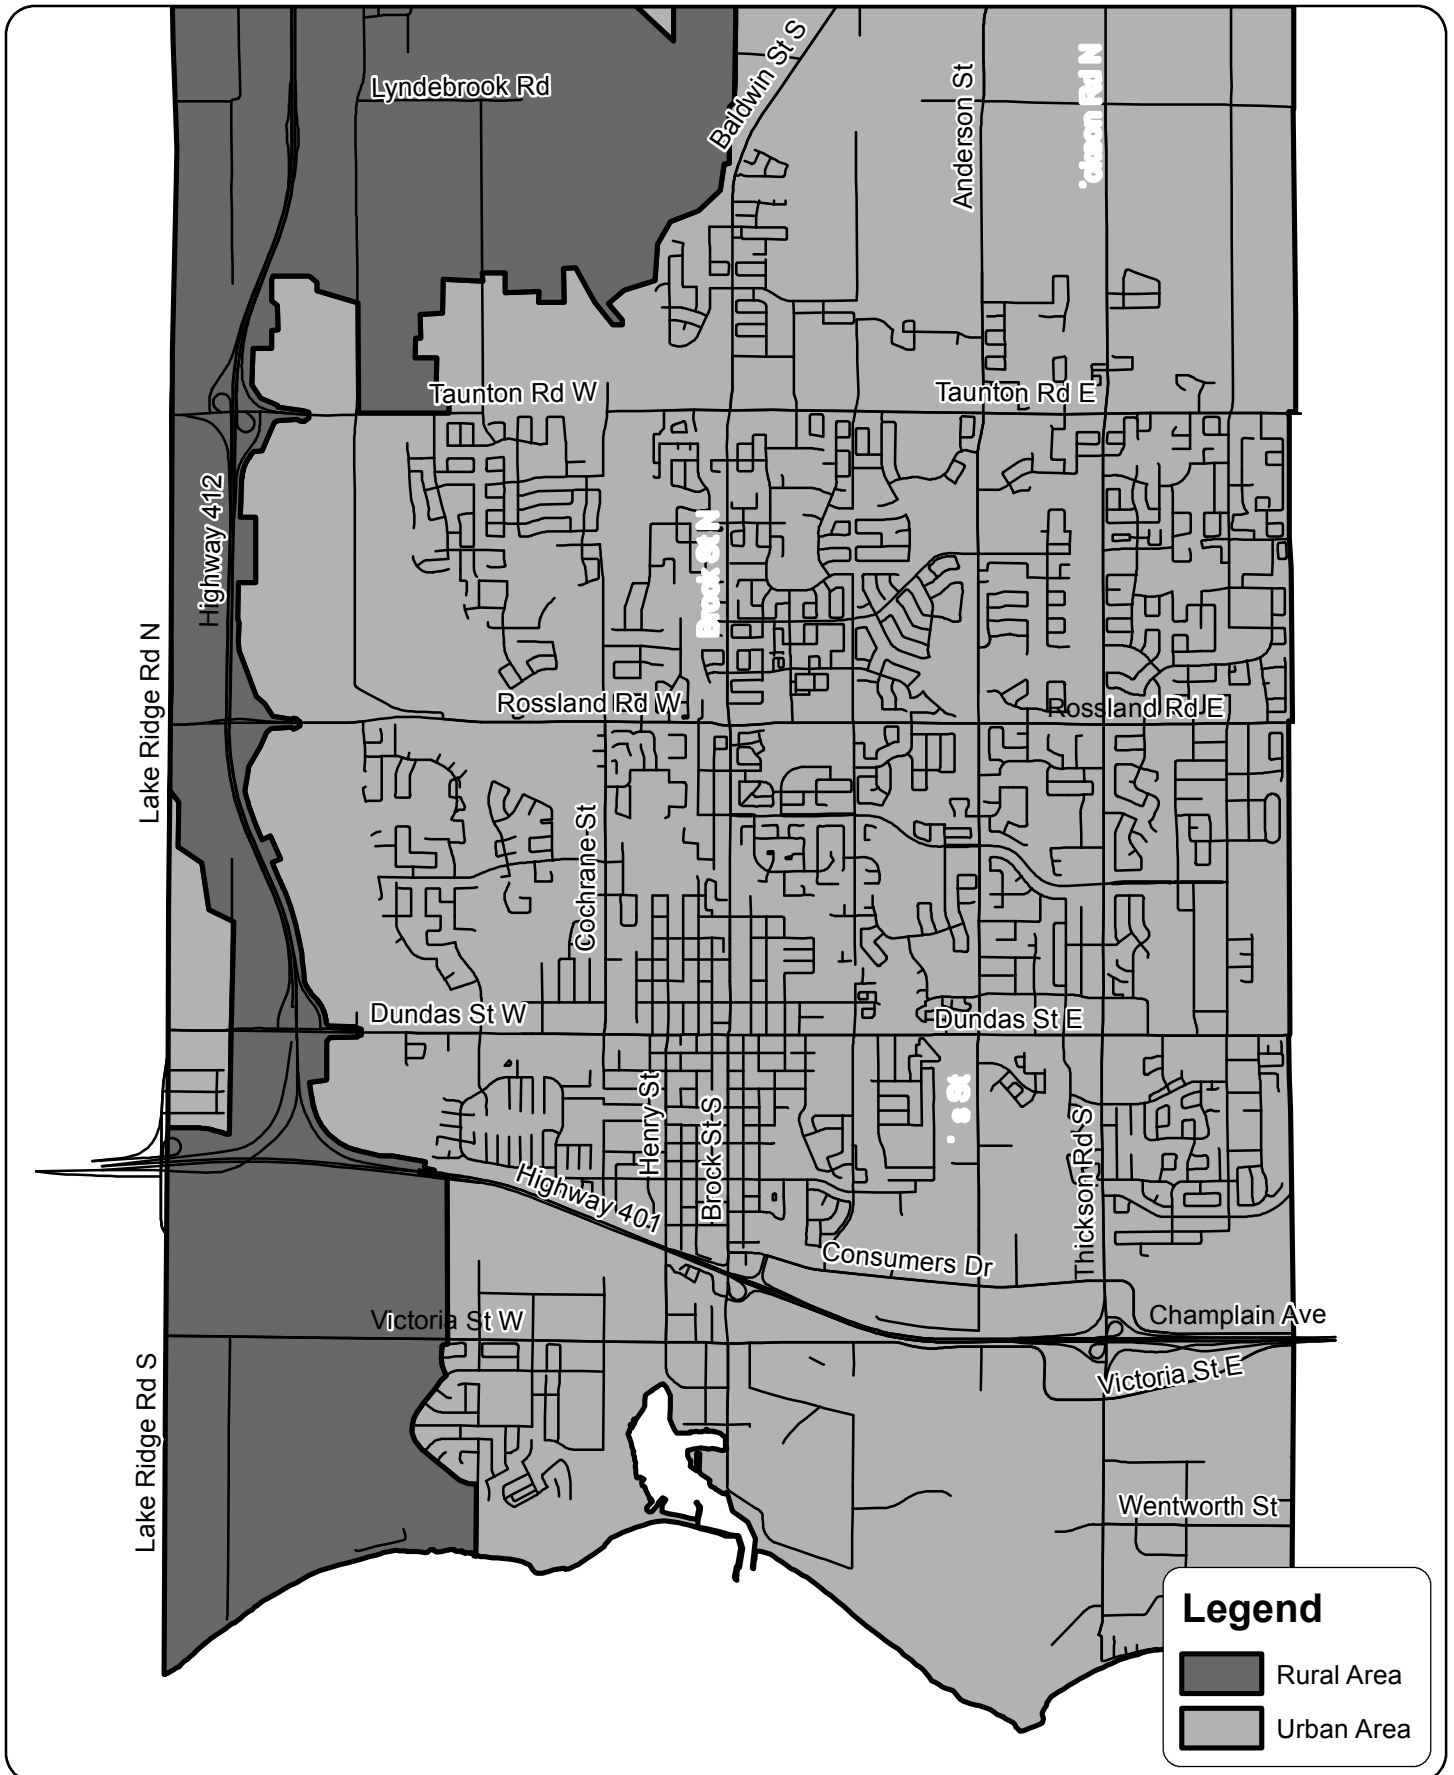 Lyndebrook Rd
Baldwin St S
Anderson St
Taunton Rd W
Taunton Rd E
Highway 412
Brock St N
Lake Ridge Rd N
Rossland Rd W
Rossland Rd E
Cochrane St
Dundas St W
Dundas St E
Henry St
Brock St S
Thickson Rd S
Highway 401
Consumers Dr
Champlain Ave
Victoria St W
Victoria St E
Lake Ridge Rd S
Wentworth St
Legend
Rural Area
Urban Area